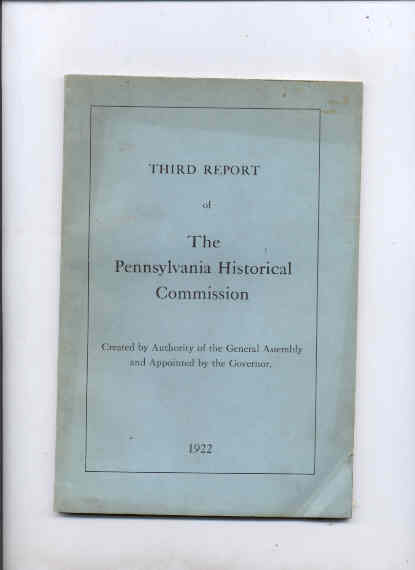 THIRD REPORT
of
The
Pennsylvania Historical
Commission
Created by Authority of the General Assembly
and Appointed by the Governor.
1922